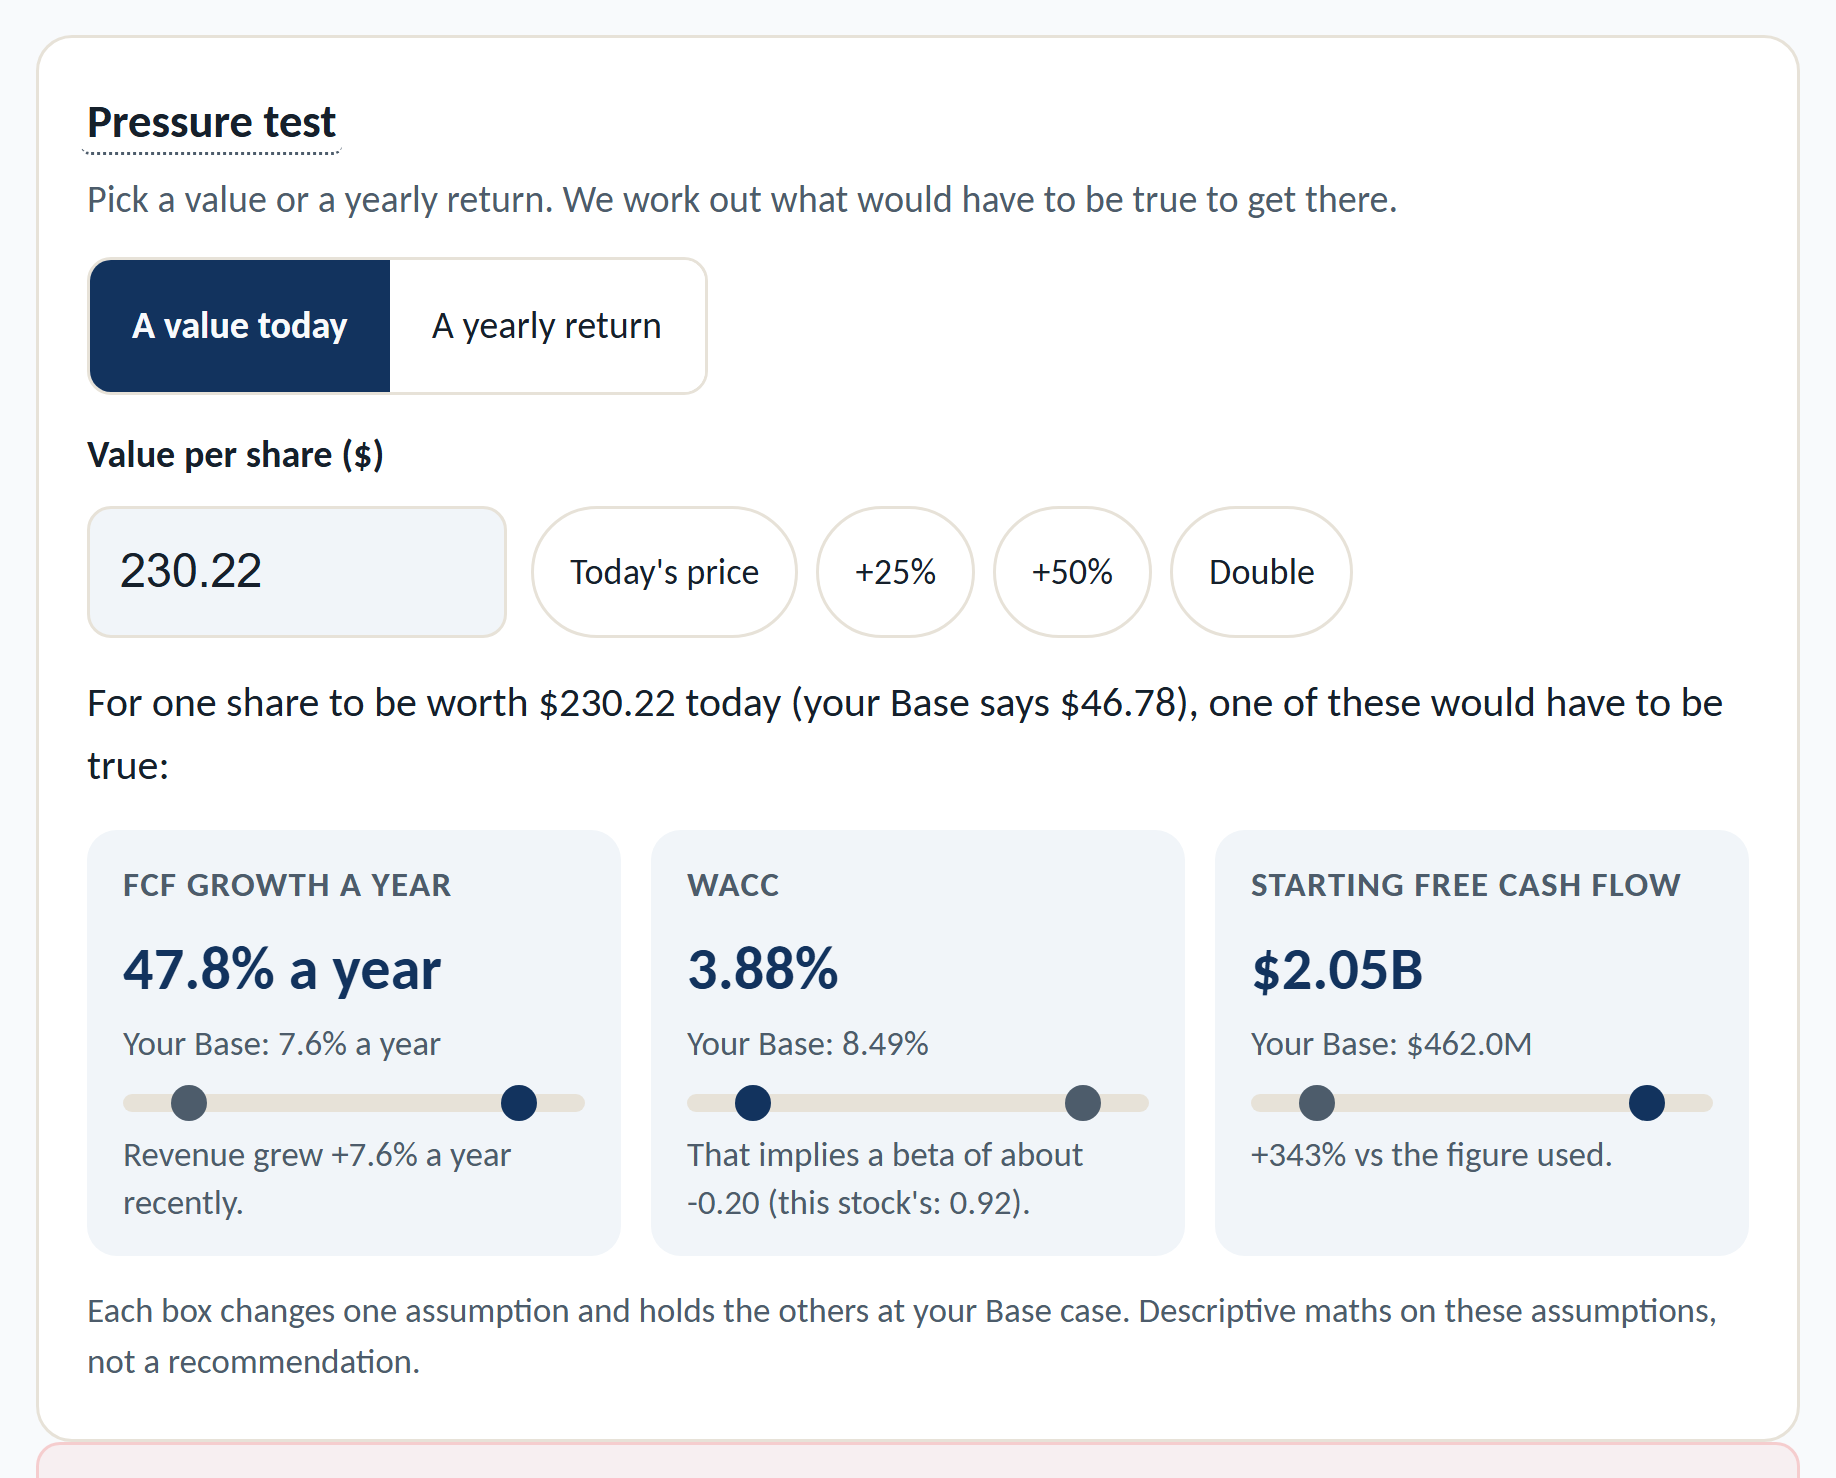 Pressure test
Pick a value or a yearly return. We work out what would have to be true to get there.
A value today
A yearly return
Value per share ($)
230.22
Today's price
+25%
+50%
Double
For one share to be worth $230.22 today (your Base says $46.78), one of these would have to be
true:
FCF GROWTH A YEAR
47.8% a year
Your Base: 7.6% a year
Revenue grew +7.6% a year
recently.
WACC
3.88%
Your Base: 8.49%
That implies a beta of about
-0.20 (this stock's: 0.92).
STARTING FREE CASH FLOW
$2.05B
Your Base: $462.0M
+343% vs the figure used.
Each box changes one assumption and holds the others at your Base case. Descriptive maths on these assumptions,
not a recommendation.